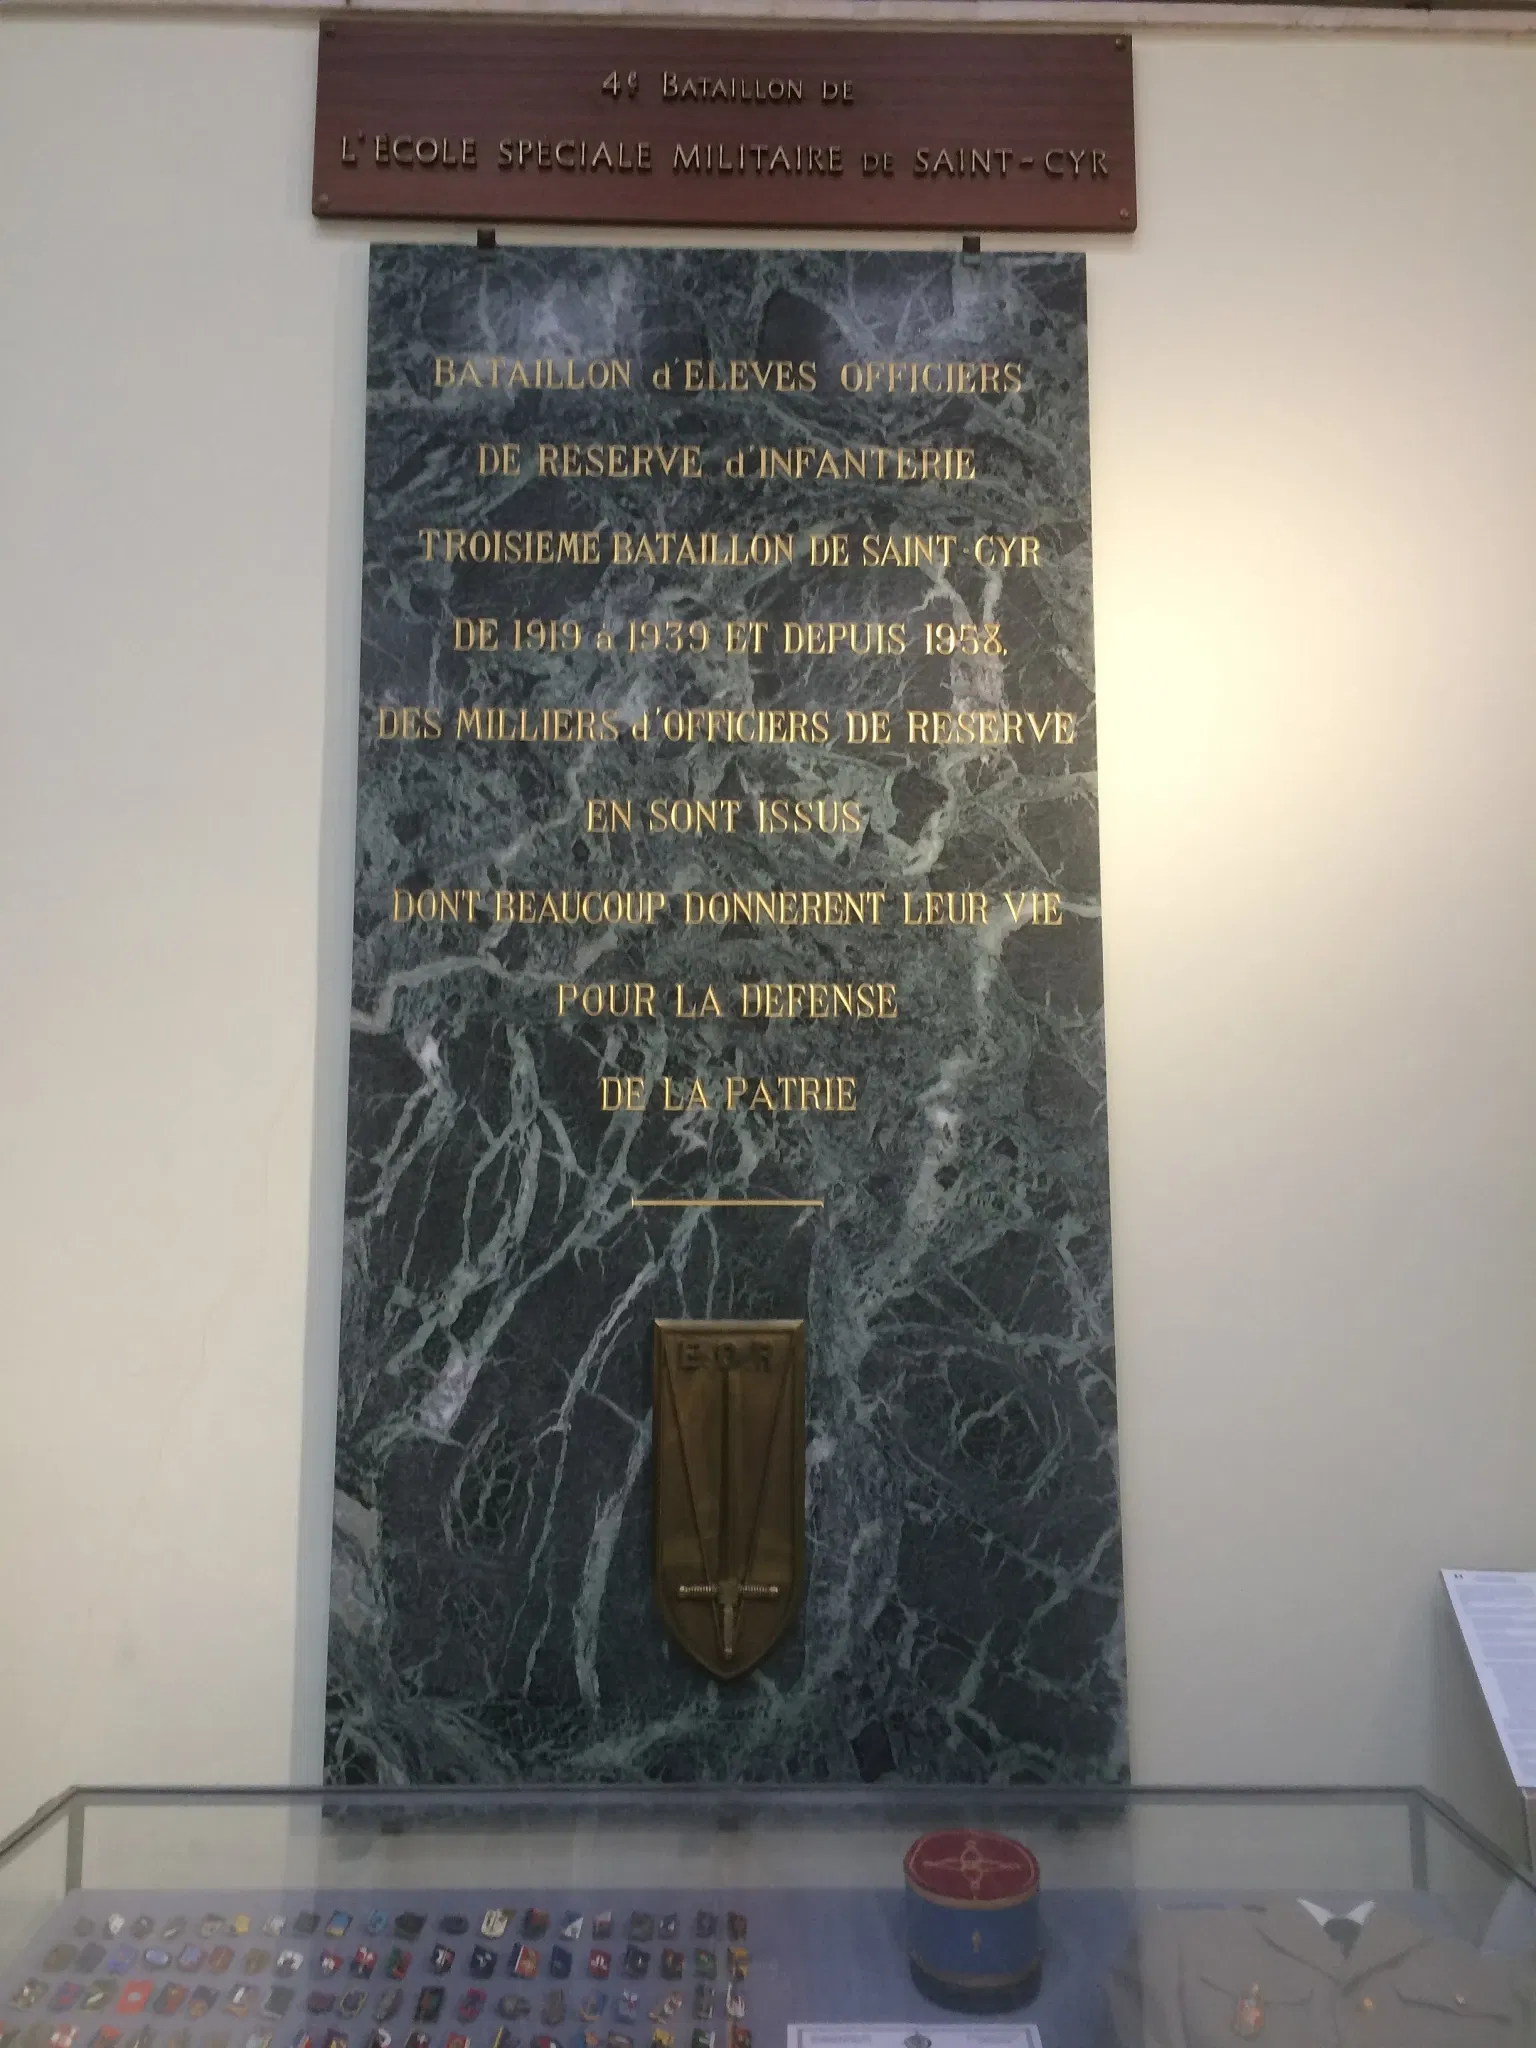 4e BATAILLON DE
L'ÉCOLE SPÉCIALE MILITAIRE DE SAINT-CYR
BATAILLON d'ELEVES OFFICIERS
DE RESERVE d'INFANTERIE
TROISIEME BATAILLON DE SAINT-CYR
DE 1919 à 1939 ET DEPUIS 1958,
DES MILLIERS d'OFFICIERS DE RESERVE
EN SONT ISSUS
DONT BEAUCOUP DONNERENT LEUR VIE
POUR LA DEFENSE
DE LA PATRIE
EOR